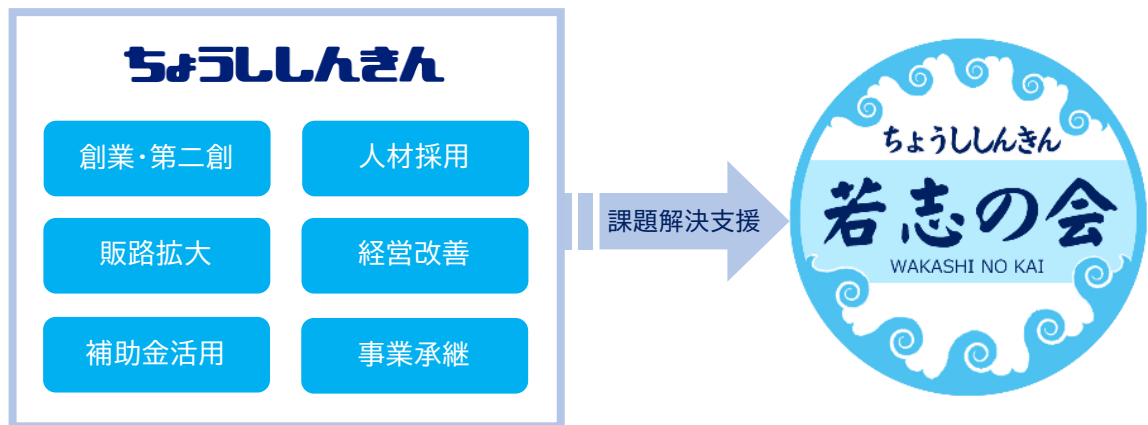 ちょうししんきん
創業・第二創
人材採用
販路拡大
経営改善
補助金活用
事業承継
課題解決支援
ちょうししんきん
若志の会
WAKASHI NO KAI